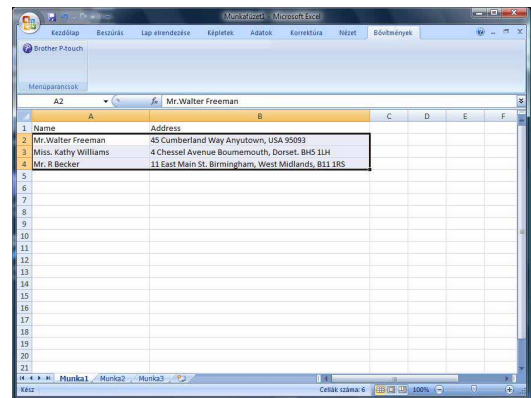 Munkafüzet1 - Microsoft Excel
Kezdőlap Beszúrás Lap elrendezése Képletek Adatok Korrektúra Nézet Bővítmények
Brother P-touch
Menüparancsok
A2 fx Mr.Walter Freeman
A B C D E F
1 Name Address
2 Mr.Walter Freeman 45 Cumberland Way Anyutown, USA 95093
3 Miss. Kathy Williams 4 Chessel Avenue Bournemouth, Dorset. BH5 1LH
4 Mr. R Becker 11 East Main St. Birmingham, West Midlands, B11 1RS
5
6
7
8
9
10
11
12
13
14
15
16
17
18
19
20
21
Munka1 Munka2 Munka3
Kész Cellák száma: 6 100%